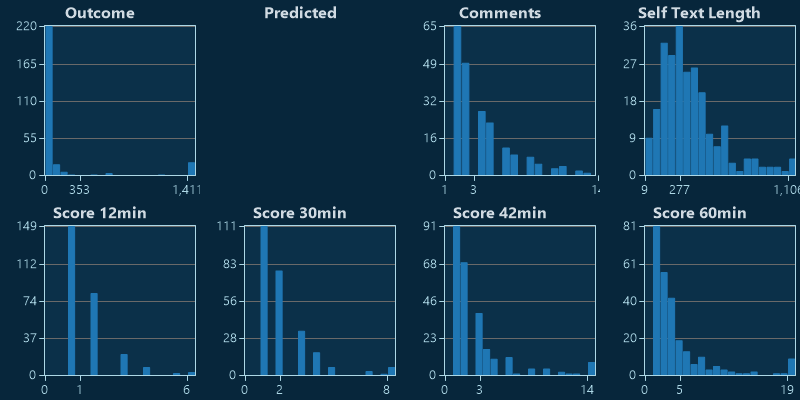 Outcome
220
165
110
55
0
0 353 1,411
Predicted
Comments
65
49
32
16
0
1 3
Self Text Length
36
27
18
9
0
9 277
Score 12min
149
112
74
37
0
0 1 6
Score 30min
111
83
56
28
0
0 2 8
Score 42min
91
68
46
23
0
0 3 14
Score 60min
81
61
40
20
0
0 5 19